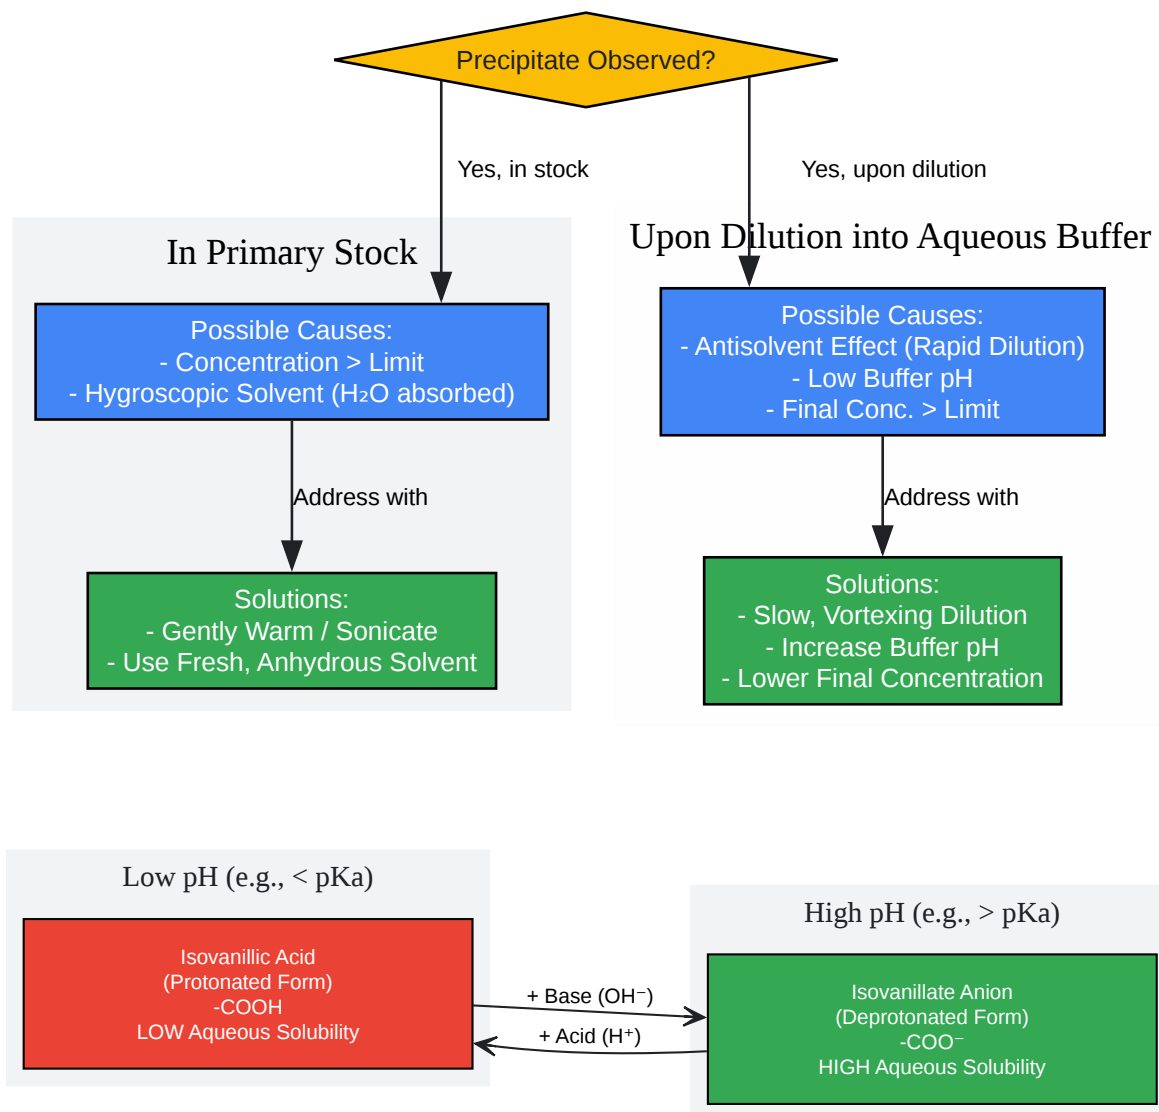 Precipitate Observed?
Yes, in stock
Yes, upon dilution
In Primary Stock
Possible Causes:
- Concentration > Limit
- Hygroscopic Solvent (H₂O absorbed)
Address with
Solutions:
- Gently Warm / Sonicate
- Use Fresh, Anhydrous Solvent
Upon Dilution into Aqueous Buffer
Possible Causes:
- Antisolvent Effect (Rapid Dilution)
- Low Buffer pH
- Final Conc. > Limit
Address with
Solutions:
- Slow, Vortexing Dilution
- Increase Buffer pH
- Lower Final Concentration
Low pH (e.g., < pKa)
Isovanillic Acid
(Protonated Form)
-COOH
LOW Aqueous Solubility
+ Base (OH⁻)
+ Acid (H⁺)
High pH (e.g., > pKa)
Isovanillate Anion
(Deprotonated Form)
-COO⁻
HIGH Aqueous Solubility